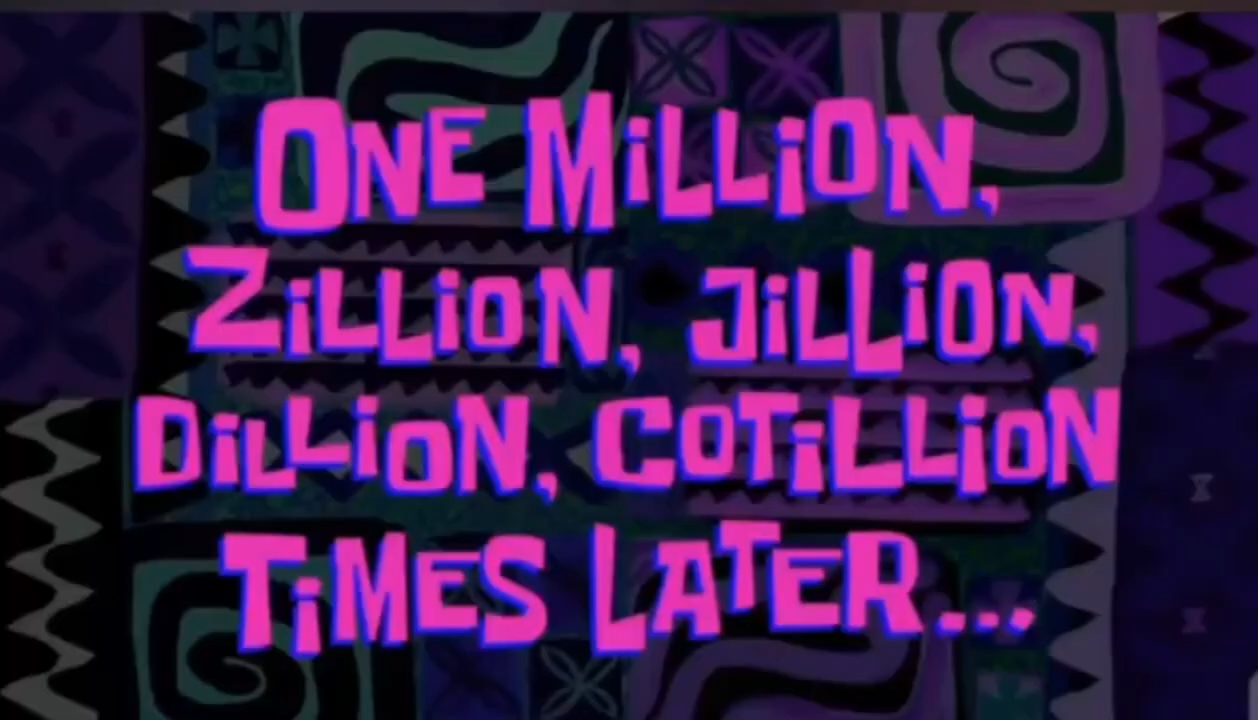 ONE MiLLiON,
ZiLLiON, JiLLiON,
DiLLiON, COTiLLiON
TiMES LATER...